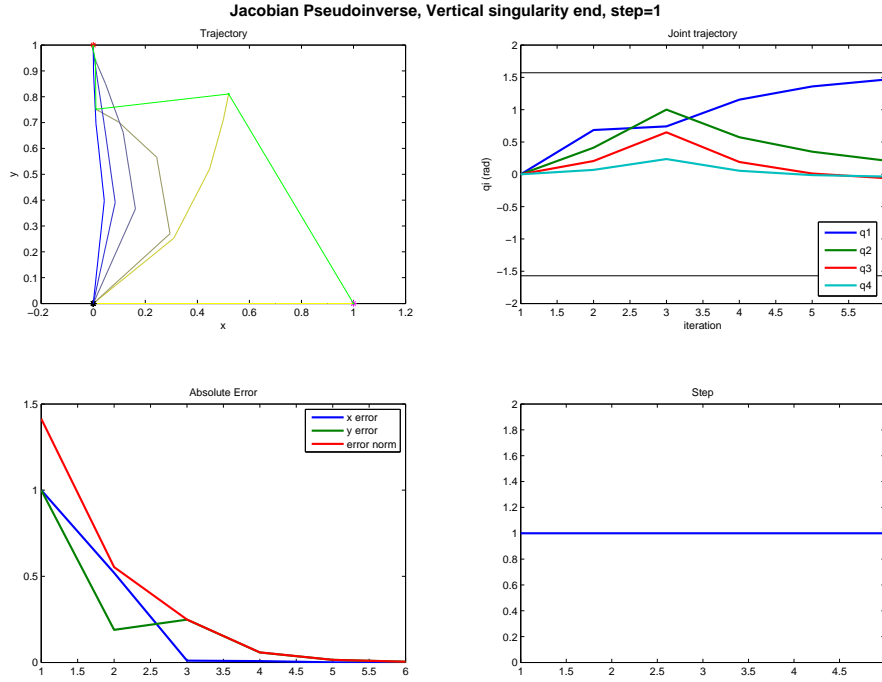 Jacobian Pseudoinverse, Vertical singularity end, step=1
Trajectory
1
0.9
0.8
0.7
0.6
0.5
0.4
0.3
0.2
0.1
0
y
−0.2 0 0.2 0.4 0.6 0.8 1 1.2
x
Joint trajectory
2
1.5
1
0.5
0
−0.5
−1
−1.5
−2
qi (rad)
q1
q2
q3
q4
1 1.5 2 2.5 3 3.5 4 4.5 5 5.5
iteration
Absolute Error
1.5
1
0.5
0
x error
y error
error norm
1 1.5 2 2.5 3 3.5 4 4.5 5 5.5 6
Step
2
1.8
1.6
1.4
1.2
1
0.8
0.6
0.4
0.2
0
1 1.5 2 2.5 3 3.5 4 4.5